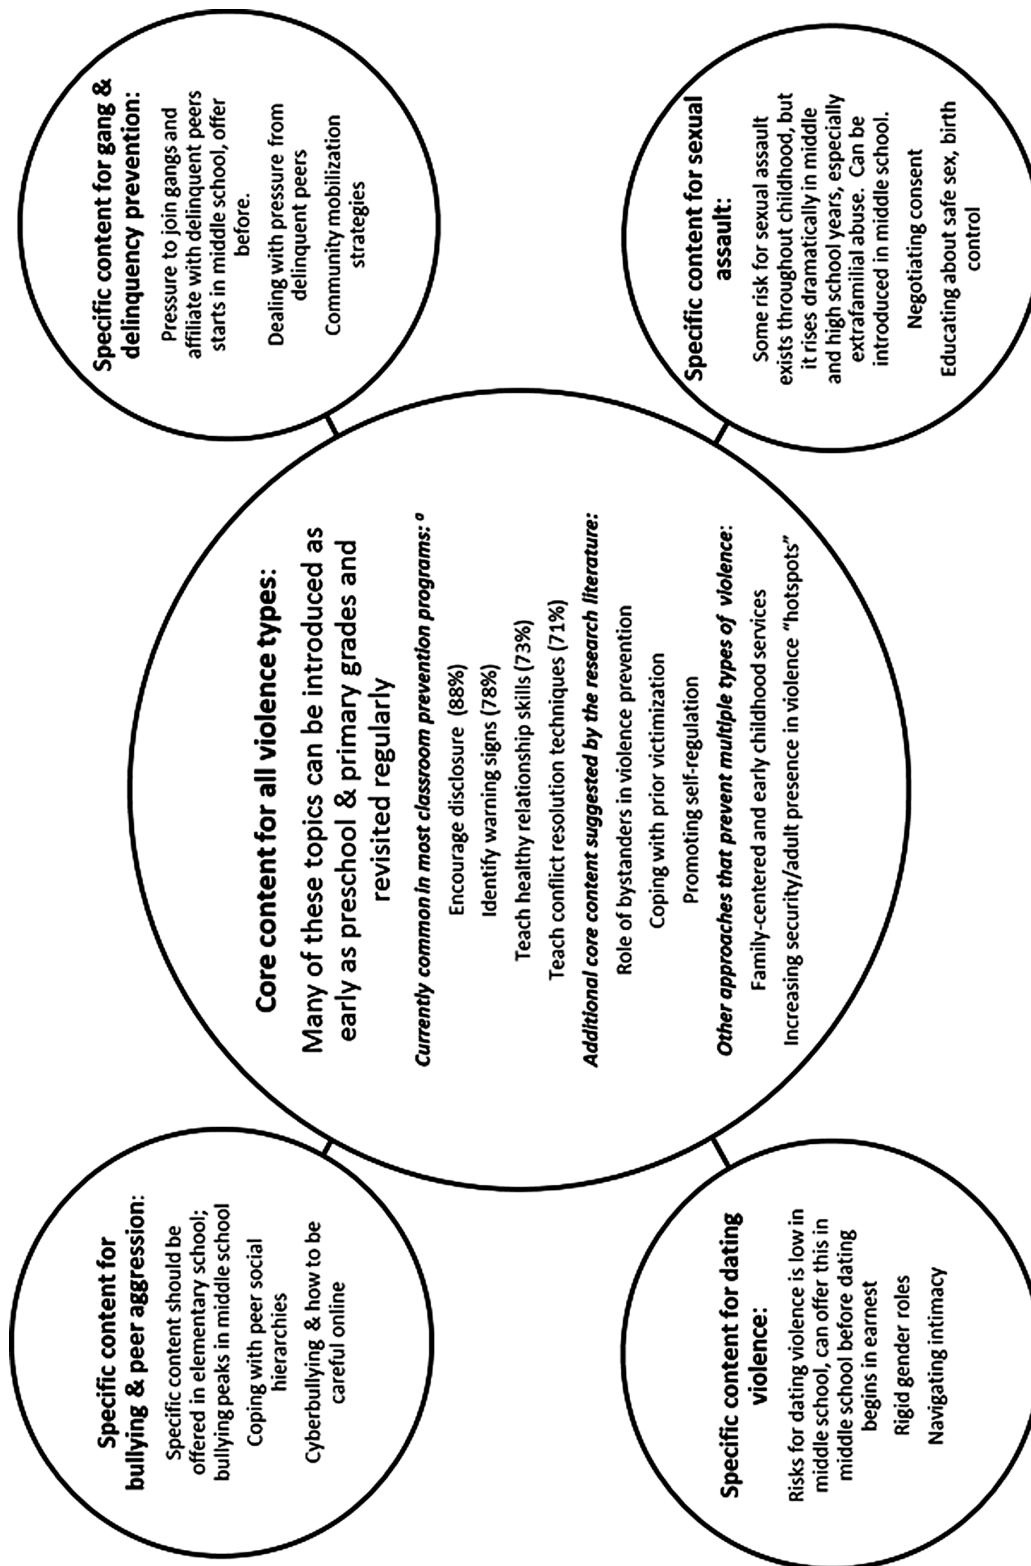 Specific content for
bullying & peer aggression:
Specific content should be
offered in elementary school;
bullying peaks in middle school
Coping with peer social
hierarchies
Cyberbullying & how to be
careful online
Specific content for gang &
delinquency prevention:
Pressure to join gangs and
affiliate with delinquent peers
starts in middle school, offer
before.
Dealing with pressure from
delinquent peers
Community mobilization
strategies
Core content for all violence types:
Many of these topics can be introduced as
early as preschool & primary grades and
revisited regularly
Currently common in most classroom prevention programs: ᵃ
Encourage disclosure (88%)
Identify warning signs (78%)
Teach healthy relationship skills (73%)
Teach conflict resolution techniques (71%)
Additional core content suggested by the research literature:
Role of bystanders in violence prevention
Coping with prior victimization
Promoting self-regulation
Other approaches that prevent multiple types of violence:
Family-centered and early childhood services
Increasing security/adult presence in violence "hotspots"
Specific content for dating
violence:
Risks for dating violence is low in
middle school, can offer this in
middle school before dating
begins in earnest
Rigid gender roles
Navigating intimacy
Specific content for sexual
assault:
Some risk for sexual assault
exists throughout childhood, but
it rises dramatically in middle
and high school years, especially
extrafamilial abuse. Can be
introduced in middle school.
Negotiating consent
Educating about safe sex, birth
control